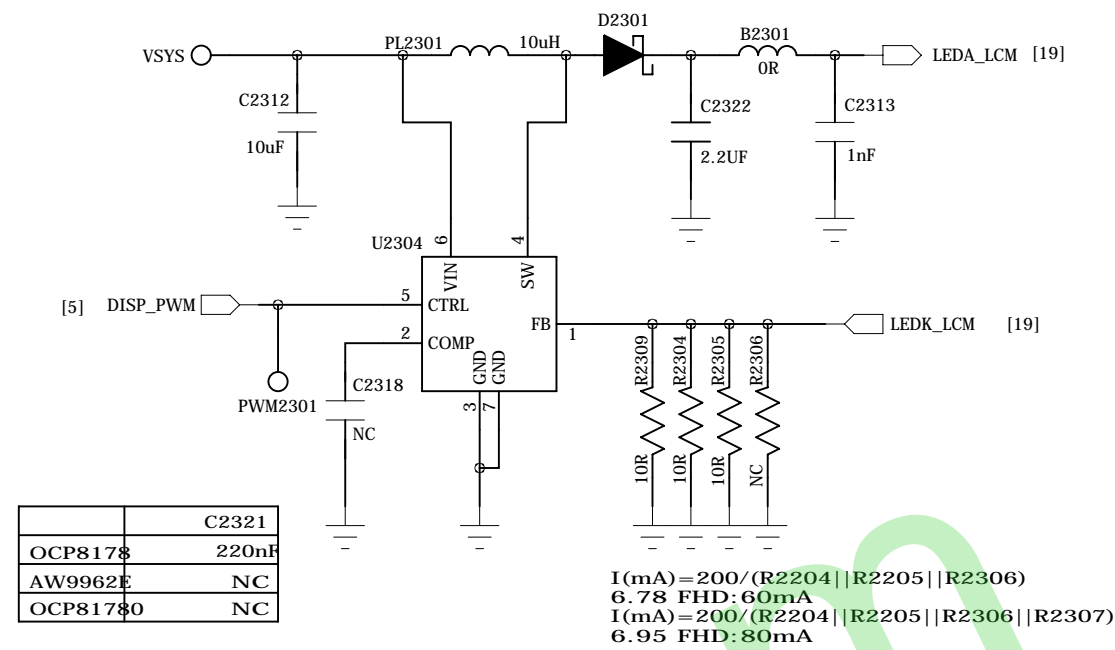 D2301
PL2301
10uH
B2301
0R
VSYS
LEDA_LCM [19]
C2312
10uF
C2322
2.2UF
C2313
1nF
U2304
6
4
VIN
SW
[5] DISP_PWM
5
CTRL
2
COMP
FB
1
LEDK_LCM [19]
GND
GND
3
7
PWM2301
C2318
NC
R2309
R2304
R2305
R2306
10R
10R
10R
NC
C2321
OCP8178 220nF
AW9962E NC
OCP81780 NC
I(mA)=200/(R2204||R2205||R2306)
6.78 FHD:60mA
I(mA)=200/(R2204||R2205||R2306||R2307)
6.95 FHD:80mA